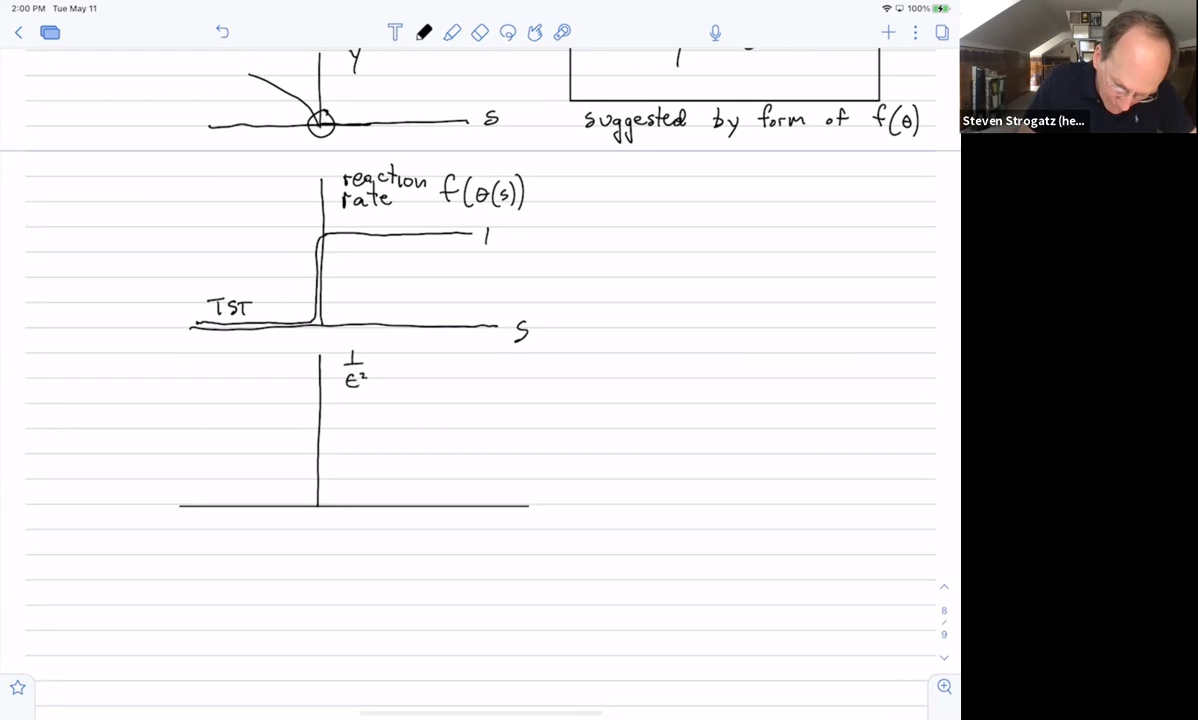 2:00 PM Tue May 11
100%
T
y
s
suggested by form of f(θ)
reaction
rate f(θ(s))
1
TST
s
1
ϵ²
8
/
9
Steven Strogatz (he...